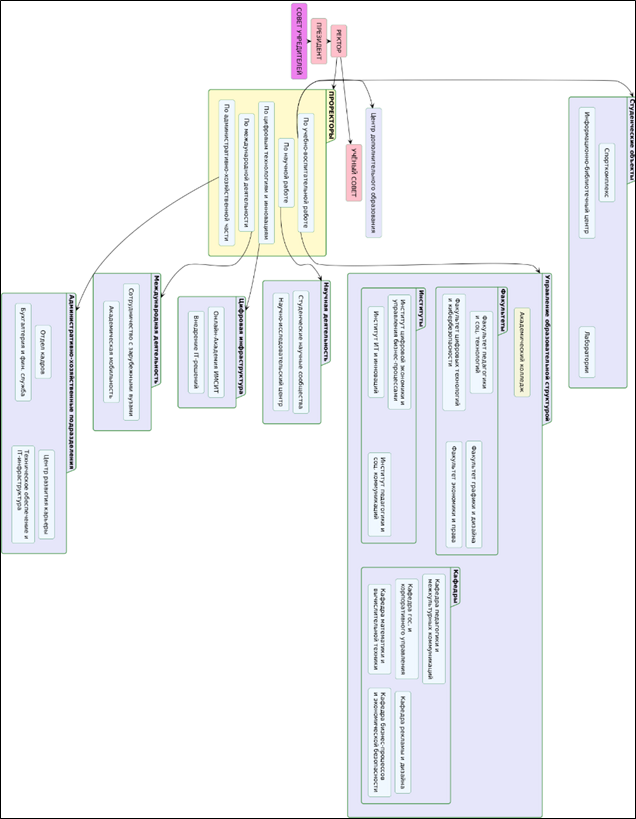 СОВЕТ УЧРЕДИТЕЛЕЙ
ПРЕЗИДЕНТ
РЕКТОР
УЧЁНЫЙ СОВЕТ
Центр дополнительного образования
ПРОРЕКТОРЫ
По учебно-воспитательной работе
По научной работе
По цифровым технологиям и инновациям
По международной деятельности
По административно-хозяйственной части
Студенческие объекты
Спорткомплекс
Информационно-библиотечный центр
Лаборатории
Управление образовательной структурой
Академический колледж
Факультеты
Факультет педагогики
и соц. технологий
Факультет цифровых технологий
и кибербезопасности
Факультет графики и дизайна
Факультет экономики и права
Институты
Институт цифровой экономики и
управления бизнес-процессами
Институт ИТ и инноваций
Институт педагогики и
соц. коммуникаций
Кафедры
Кафедра педагогики и
межкультурных коммуникаций
Кафедра гос. и
корпоративного управления
Кафедра математики и
вычислительной техники
Кафедра рекламы и дизайна
Кафедра бизнес-процессов
и экономической безопасности
Научная деятельность
Студенческие научные сообщества
Научно-исследовательский центр
Цифровая инфраструктура
Онлайн-Академия ИМСИТ
Внедрение IT-решений
Международная деятельность
Сотрудничество с зарубежными вузами
Академическая мобильность
Административно-хозяйственные подразделения
Отдел кадров
Бухгалтерия и фин. служба
Центр развития карьеры
Техническое обеспечение и
IT-инфраструктура